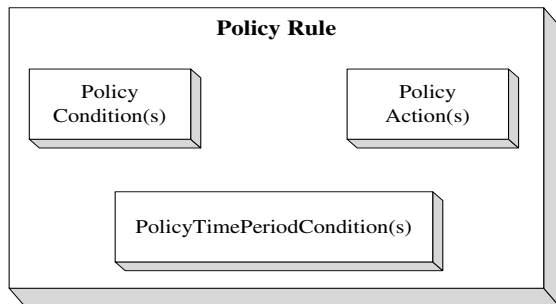 Policy Rule
Policy
Condition(s)
Policy
Action(s)
PolicyTimePeriodCondition(s)